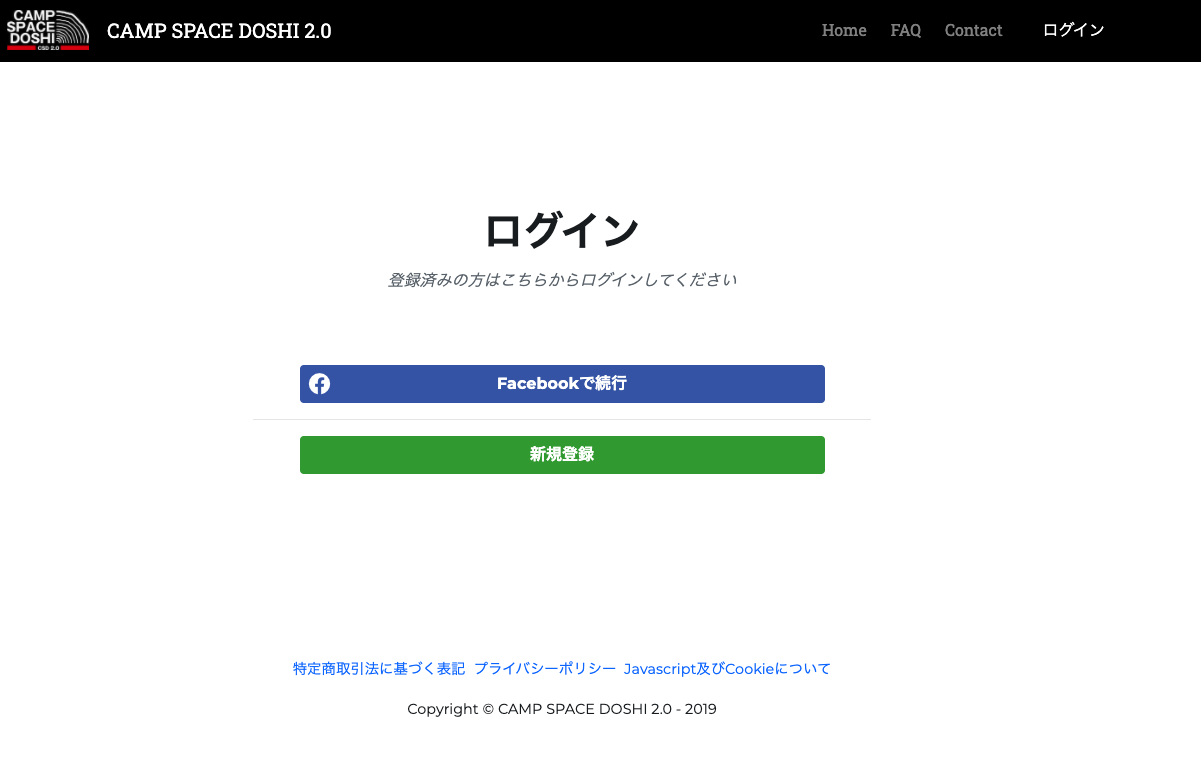 CAMP
SPACE
DOSHI
CSD 2.0
CAMP SPACE DOSHI 2.0
Home FAQ Contact ログイン
ログイン
登録済みの方はこちらからログインしてください
Facebookで続行
新規登録
特定商取引法に基づく表記 プライバシーポリシー Javascript及びCookieについて
Copyright © CAMP SPACE DOSHI 2.0 - 2019